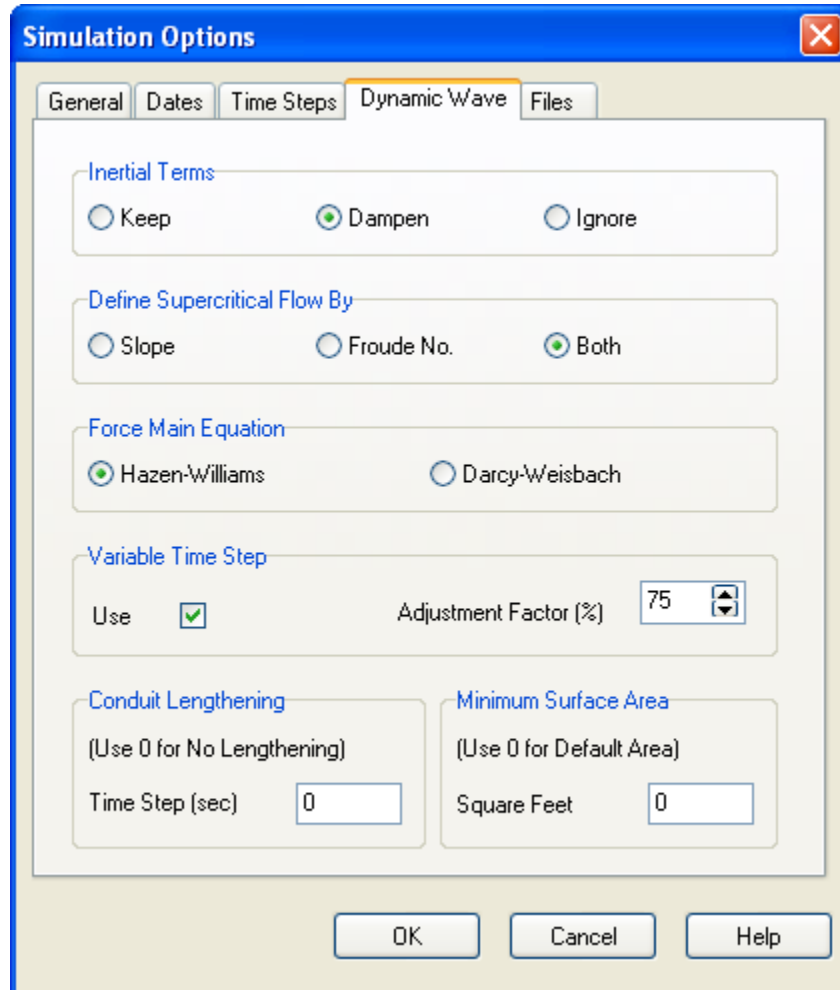 Simulation Options
General Dates Time Steps Dynamic Wave Files
Inertial Terms
Keep Dampen Ignore
Define Supercritical Flow By
Slope Froude No. Both
Force Main Equation
Hazen-Williams Darcy-Weisbach
Variable Time Step
Use Adjustment Factor (%) 75
Conduit Lengthening
(Use 0 for No Lengthening)
Time Step (sec) 0
Minimum Surface Area
(Use 0 for Default Area)
Square Feet 0
OK Cancel Help